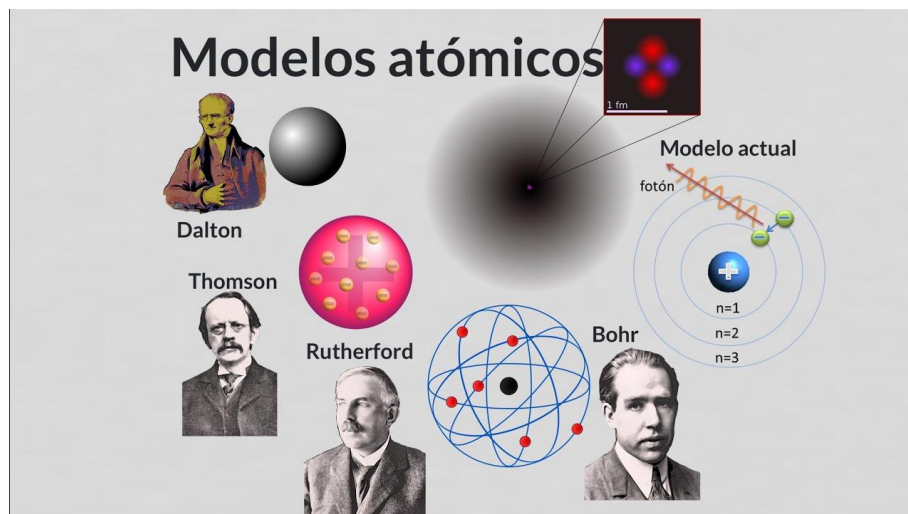 Modelos atómicos
1 fm
Modelo actual
fotón
Dalton
Thomson
n=1
n=2
n=3
Rutherford
Bohr